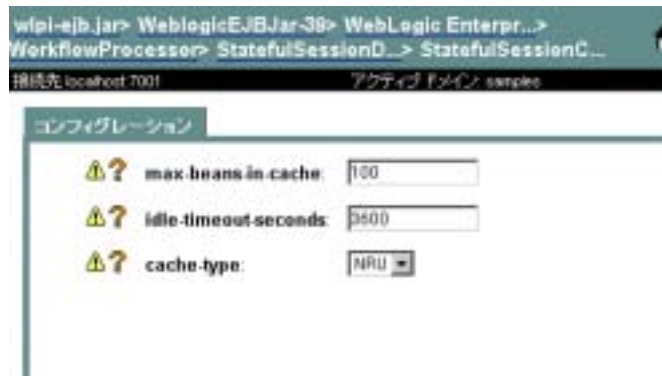 wlpi-ejb.jar> WeblogicEJBJar-39> WebLogic Enterpr...>
WorkflowProcessor> StatefulSessionD...> StatefulSessionC...
接続先 localhost:7001 アクティブ ドメイン: samples
コンフィグレーション
max-beans-in-cache: 100
idle-timeout-seconds: 3600
cache-type: NRU